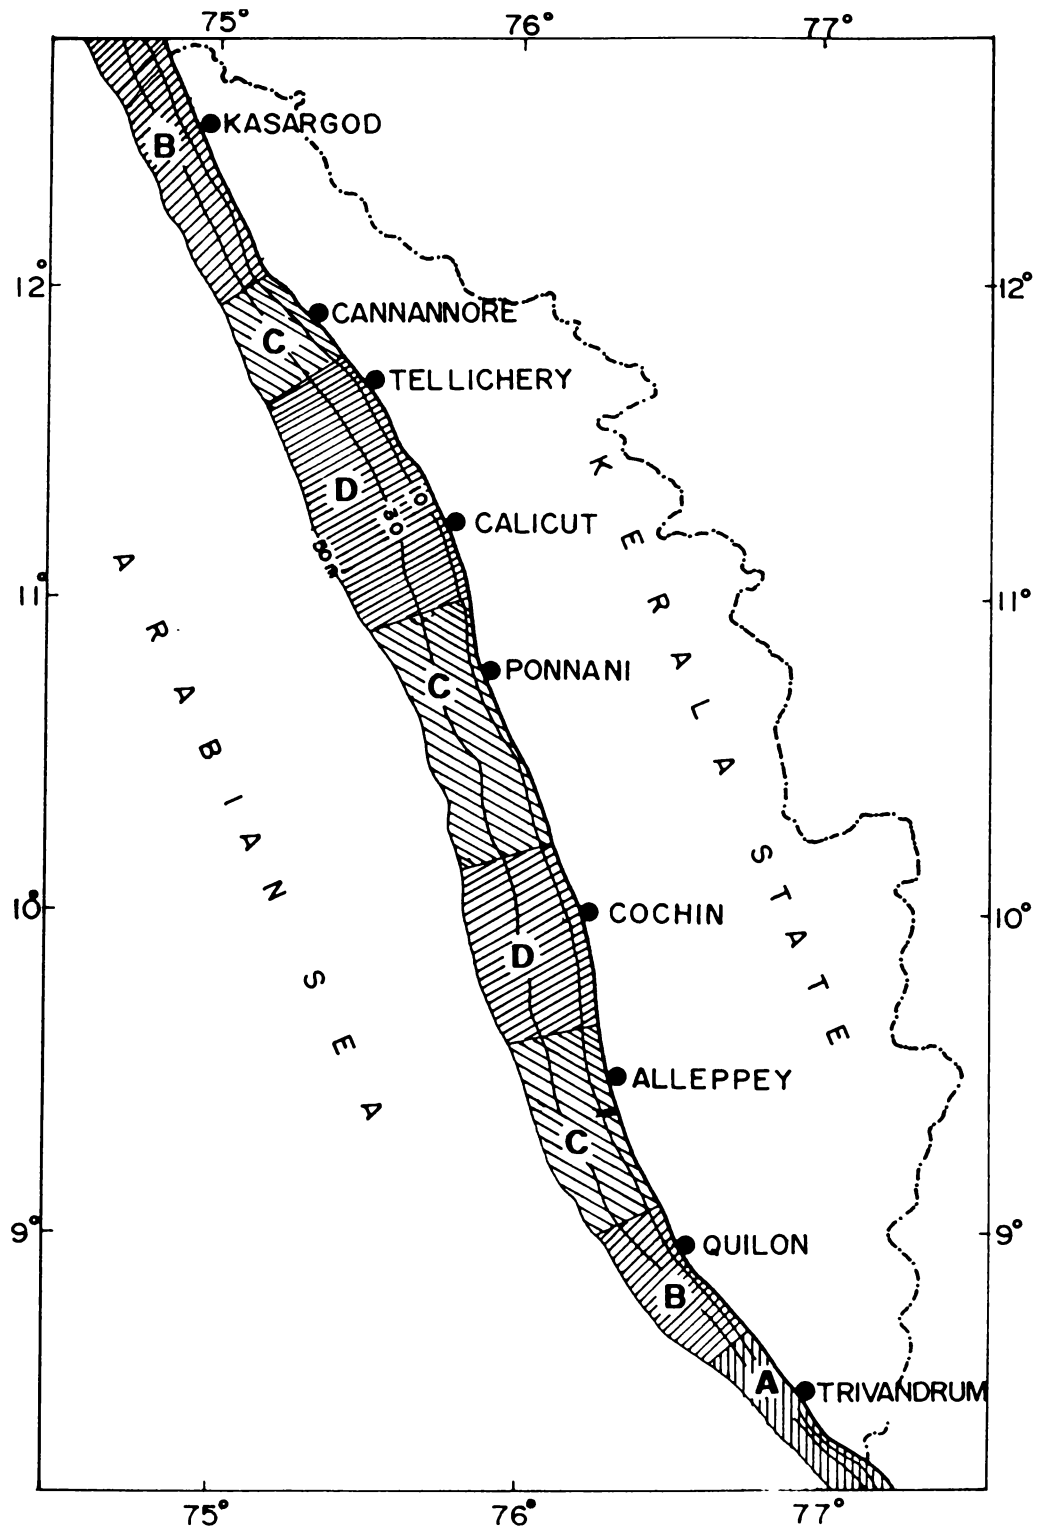 75° 76° 77°
KASARGOD
B
12° 12°
CANNANNORE
C
TELLICHERY
K E R A L A S T A T E
D
10
30
CALICUT
50 m
A R A B I A N S E A
11° 11°
PONNANI
C
10° 10°
COCHIN
D
ALLEPPEY
C
9° 9°
QUILON
B
A
TRIVANDRUM
75° 76° 77°